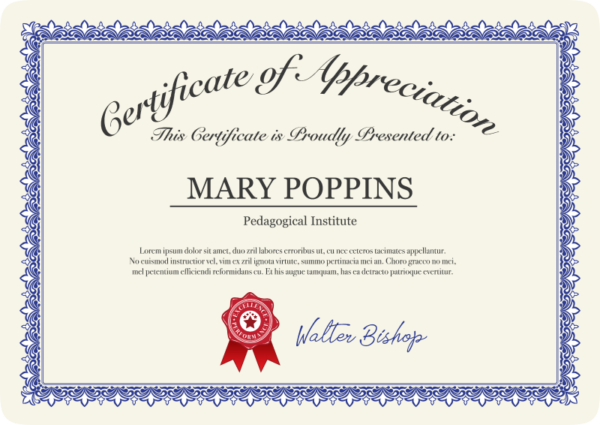 Certificate of Appreciation
This Certificate is Proudly Presented to:
MARY POPPINS
Pedagogical Institute
Lorem ipsum dolor sit amet, duo zril labores erroribus ut, cu nec ceteros tacimates appellantur.
No euismod instructior vel, vim ex zril ignota virtute, summo pertinacia mei an. Choro graeco no mei,
mel petentium efficiendi reformidans cu. Et his augue tamquam, has ea detracto patrioque evertitur.
EXCELLENCE
PERFORMANCE
Walter Bishop